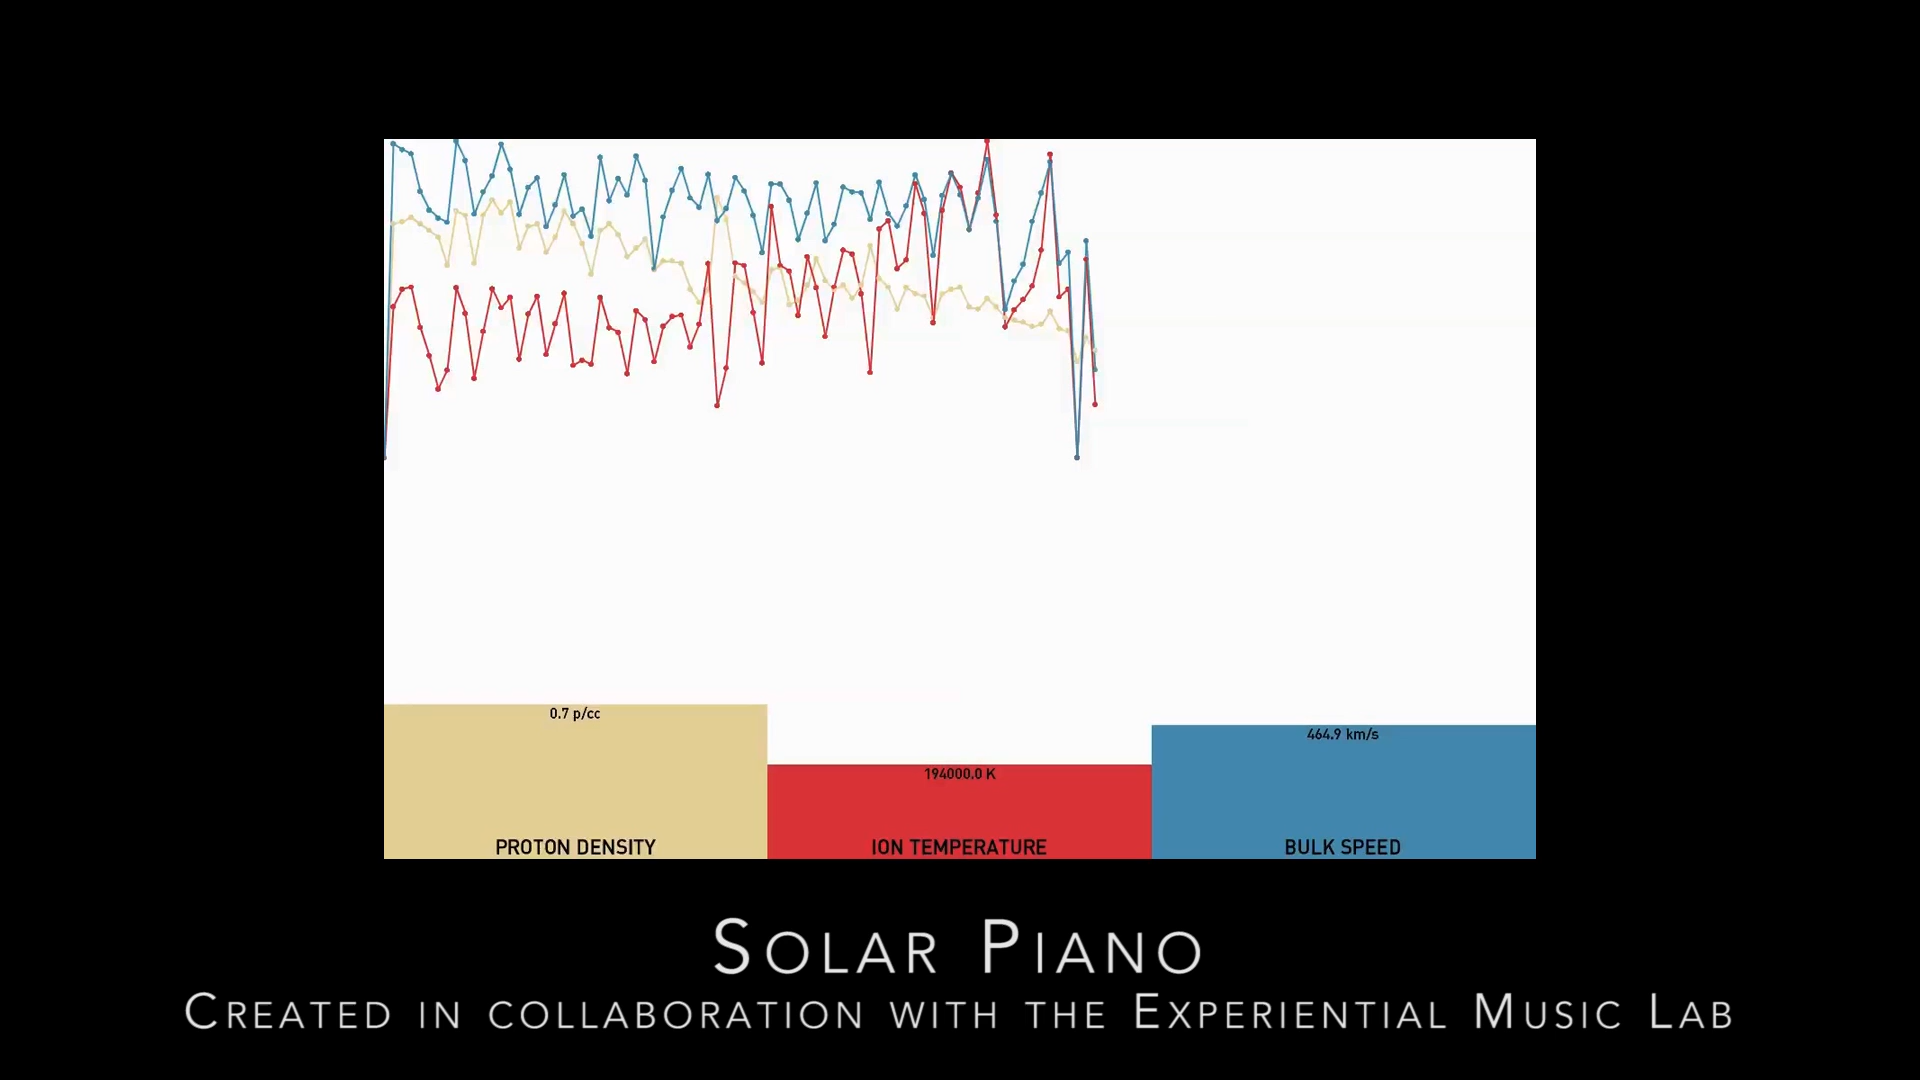 0.7 p/cc
194000.0 K
464.9 km/s
PROTON DENSITY
ION TEMPERATURE
BULK SPEED
SOLAR PIANO
CREATED IN COLLABORATION WITH THE EXPERIENTIAL MUSIC LAB